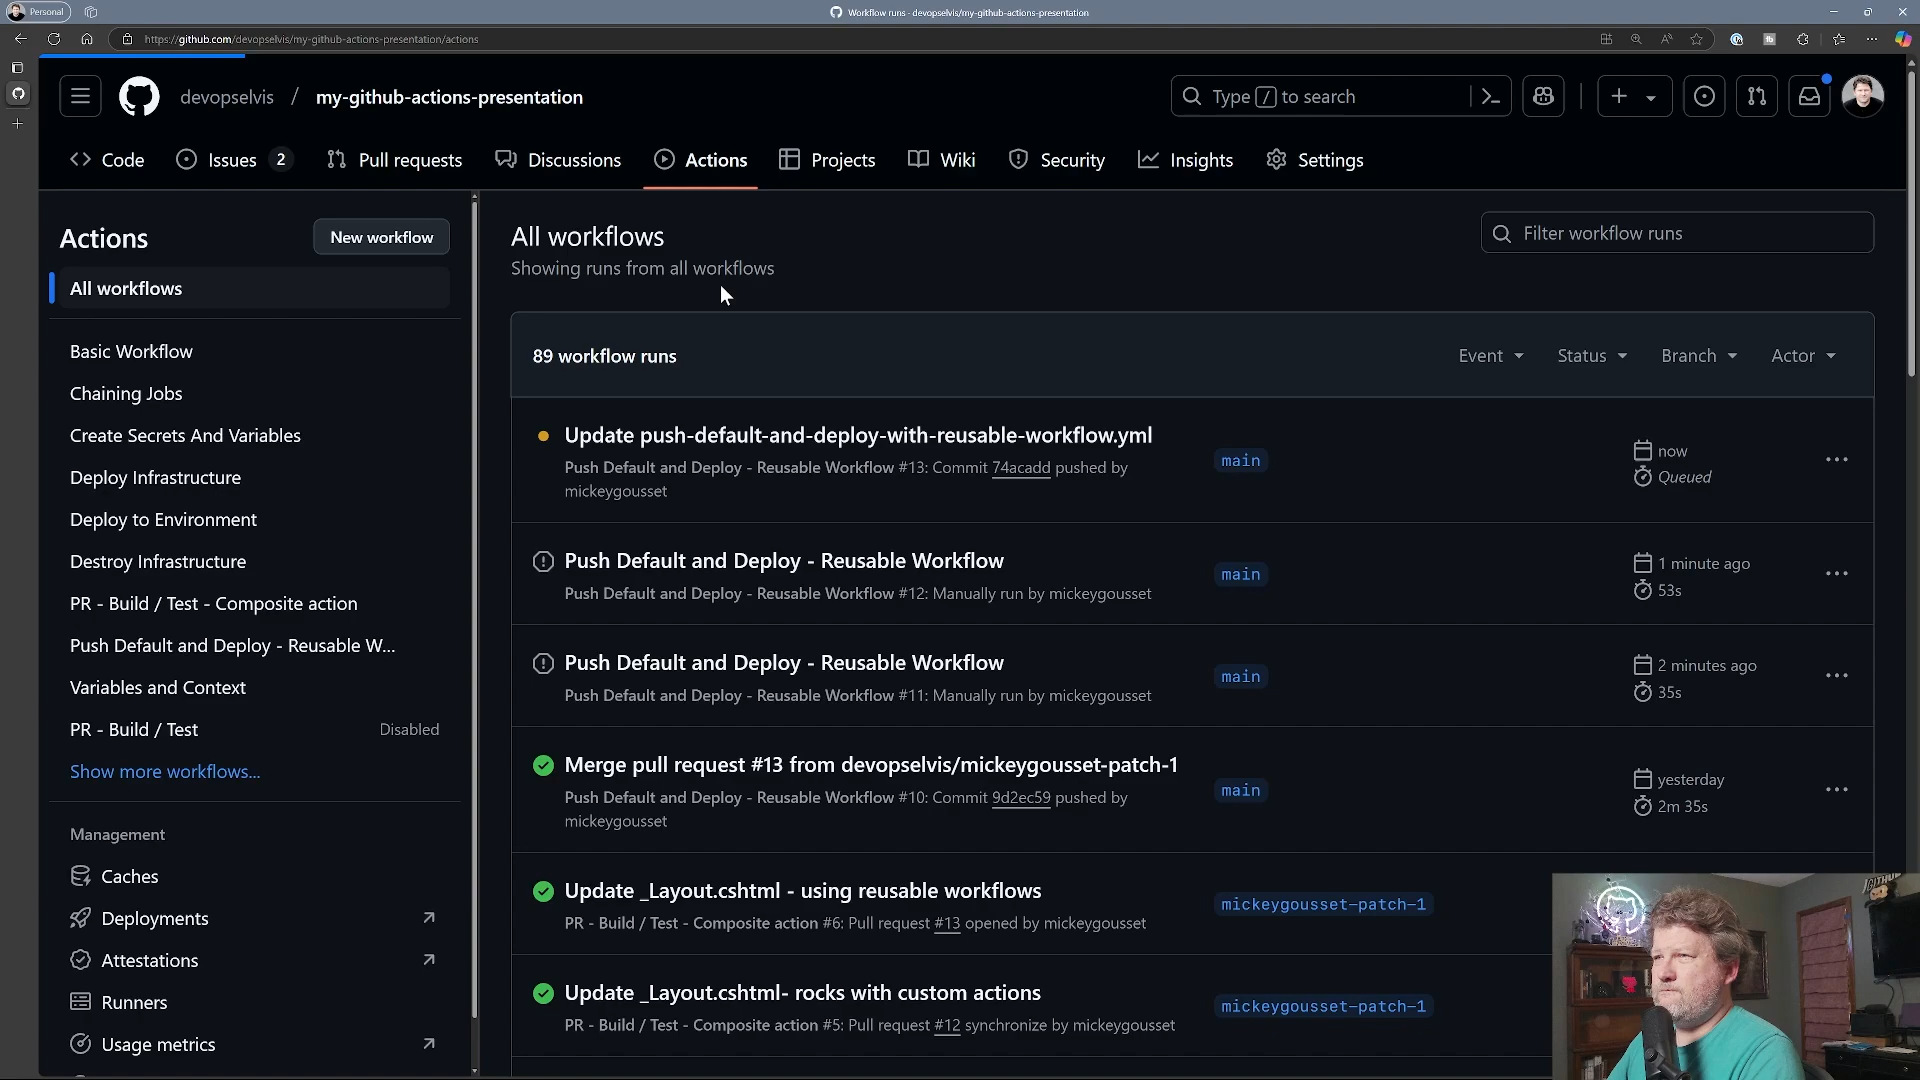 Personal
Workflow runs - devopselvis/my-github-actions-presentation
https://github.com/devopselvis/my-github-actions-presentation/actions
devopselvis / my-github-actions-presentation
Type / to search
Code
Issues 2
Pull requests
Discussions
Actions
Projects
Wiki
Security
Insights
Settings
Actions
New workflow
All workflows
Basic Workflow
Chaining Jobs
Create Secrets And Variables
Deploy Infrastructure
Deploy to Environment
Destroy Infrastructure
PR - Build / Test - Composite action
Push Default and Deploy - Reusable W...
Variables and Context
PR - Build / Test Disabled
Show more workflows...
Management
Caches
Deployments
Attestations
Runners
Usage metrics
All workflows
Showing runs from all workflows
Filter workflow runs
89 workflow runs
Event Status Branch Actor
Update push-default-and-deploy-with-reusable-workflow.yml
Push Default and Deploy - Reusable Workflow #13: Commit 74acadd pushed by
mickeygousset
main
now
Queued
Push Default and Deploy - Reusable Workflow
Push Default and Deploy - Reusable Workflow #12: Manually run by mickeygousset
main
1 minute ago
53s
Push Default and Deploy - Reusable Workflow
Push Default and Deploy - Reusable Workflow #11: Manually run by mickeygousset
main
2 minutes ago
35s
Merge pull request #13 from devopselvis/mickeygousset-patch-1
Push Default and Deploy - Reusable Workflow #10: Commit 9d2ec59 pushed by
mickeygousset
main
yesterday
2m 35s
Update _Layout.cshtml - using reusable workflows
PR - Build / Test - Composite action #6: Pull request #13 opened by mickeygousset
mickeygousset-patch-1
Update _Layout.cshtml- rocks with custom actions
PR - Build / Test - Composite action #5: Pull request #12 synchronize by mickeygousset
mickeygousset-patch-1